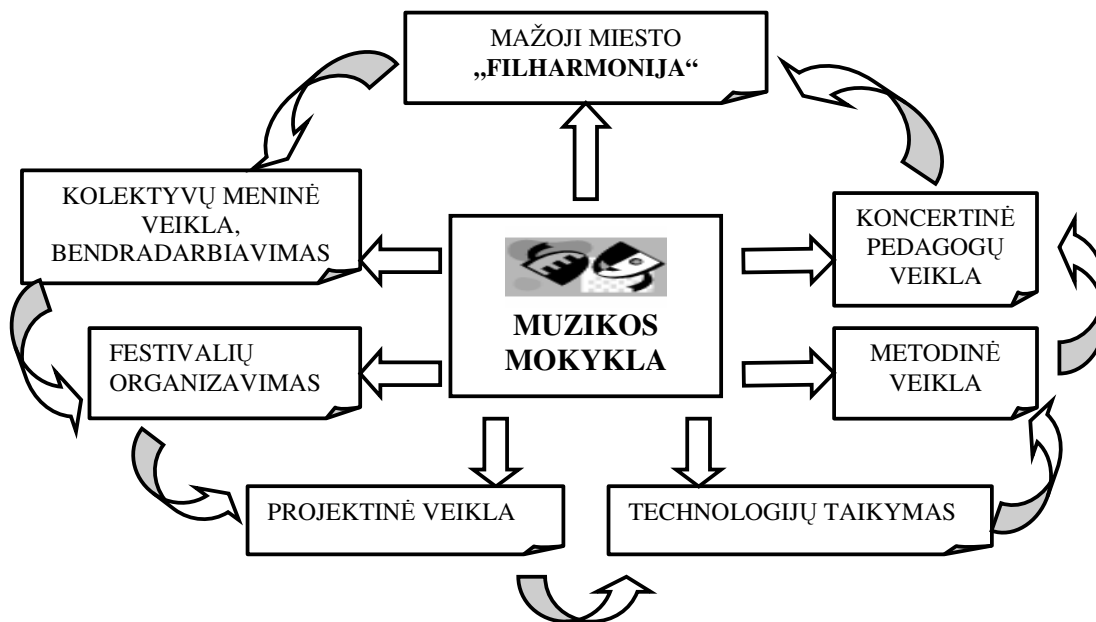 MAŽOJI MIESTO
„FILHARMONIJA“
KOLEKTYVŲ MENINĖ
VEIKLA,
BENDRADARBIAVIMAS
KONCERTINĖ
PEDAGOGŲ
VEIKLA
MUZIKOS
MOKYKLA
FESTIVALIŲ
ORGANIZAVIMAS
METODINĖ
VEIKLA
PROJEKTINĖ VEIKLA
TECHNOLOGIJŲ TAIKYMAS